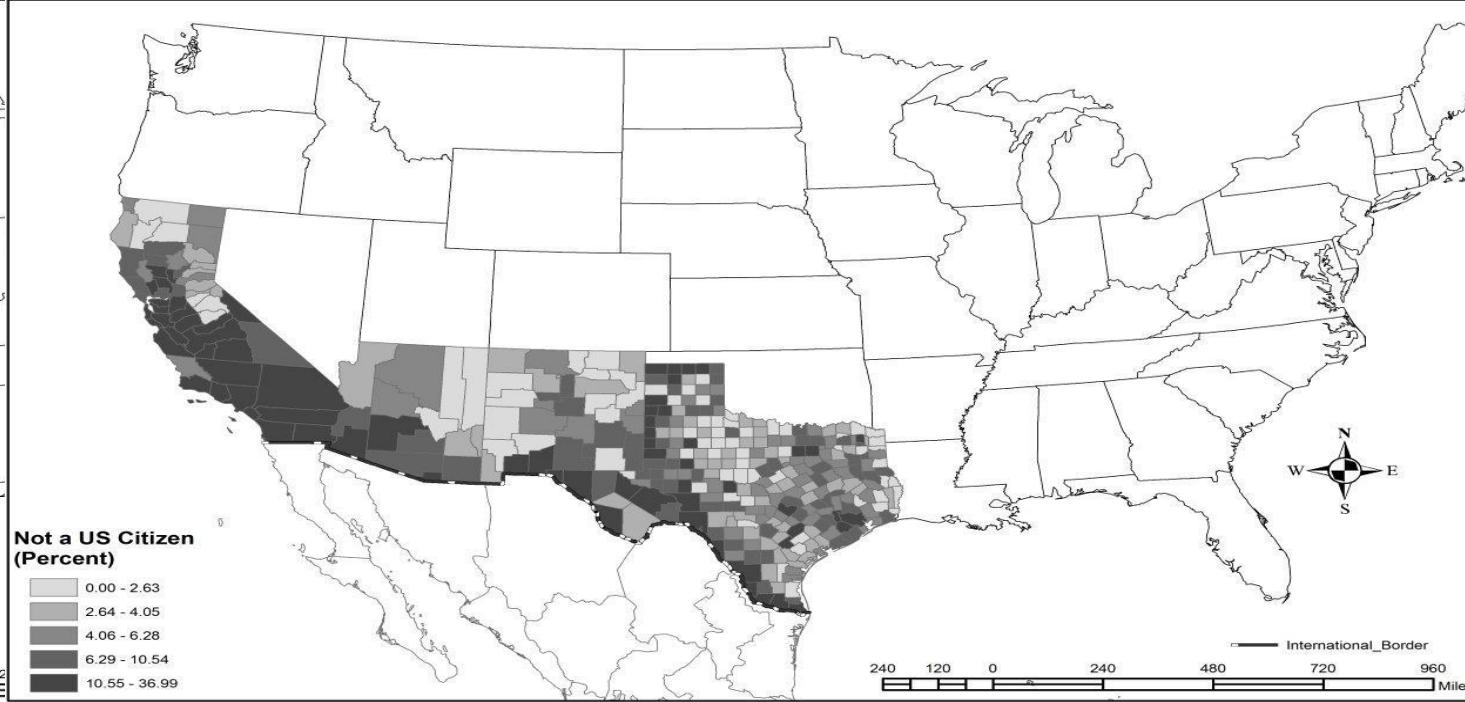 N
W E
S
Not a US Citizen
(Percent)
0.00 - 2.63
2.64 - 4.05
4.06 - 6.28
6.29 - 10.54
10.55 - 36.99
International_Border
240 120 0 240 480 720 960
Mile